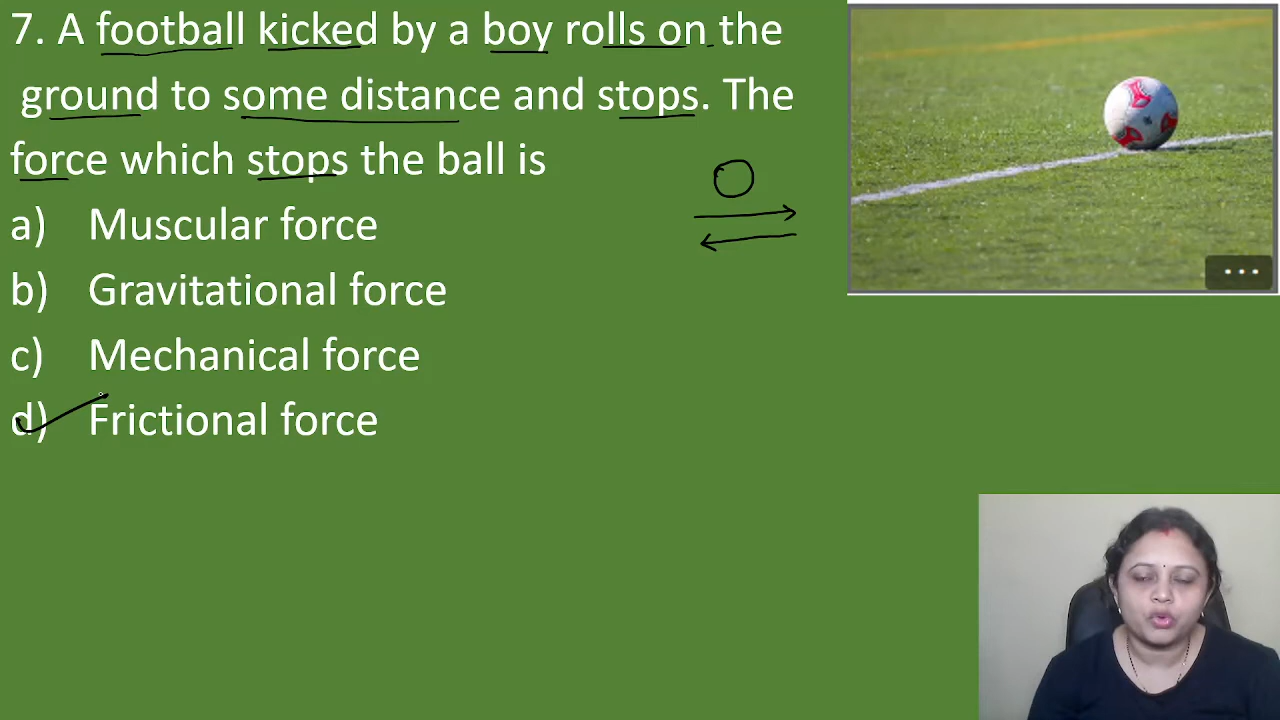 7. A football kicked by a boy rolls on the
ground to some distance and stops. The
force which stops the ball is
a) Muscular force
b) Gravitational force
c) Mechanical force
d) Frictional force